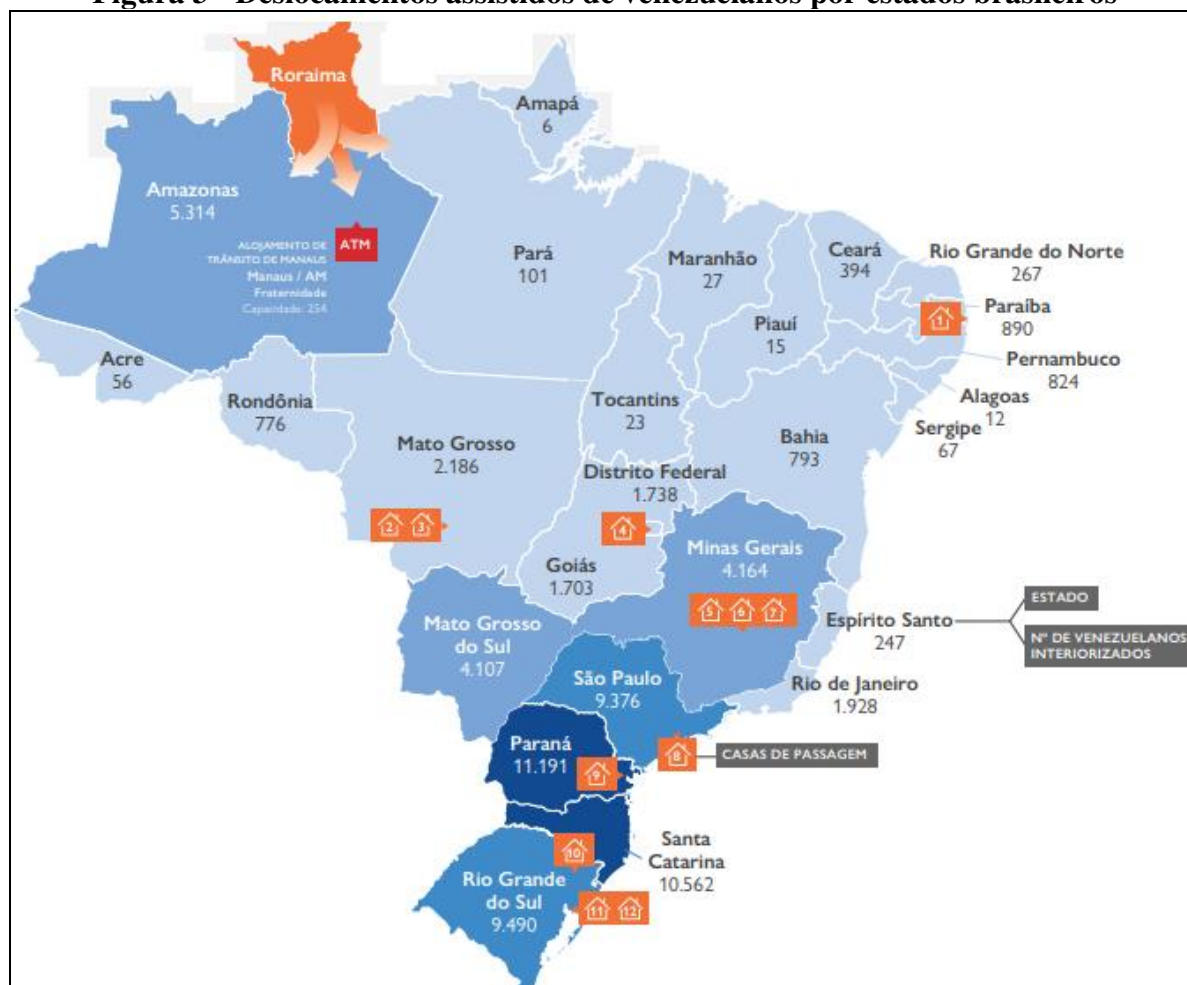 Figura 5 - Deslocamentos assistidos de venezuelanos por estados brasileiros
Roraima
Amapá
6
Amazonas
5.314
ALOJAMENTO DE
TRÂNSITO DE MANAUS
Manaus / AM
Fraternidade
Capacidade: 254
ATM
Pará
101
Maranhão
27
Ceará
394
Rio Grande do Norte
267
Paraíba
890
1
Piauí
15
Pernambuco
824
Acre
56
Rondônia
776
Tocantins
23
Alagoas
12
Sergipe
67
Bahia
793
Mato Grosso
2.186
2 3
Distrito Federal
1.738
4
Goiás
1.703
Minas Gerais
4.164
5 6 7
Espírito Santo
247
ESTADO
Nº DE VENEZUELANOS
INTERIORIZADOS
Mato Grosso
do Sul
4.107
São Paulo
9.376
Rio de Janeiro
1.928
8
CASAS DE PASSAGEM
Paraná
11.191
9
Santa
Catarina
10.562
10
Rio Grande
do Sul
9.490
11 12